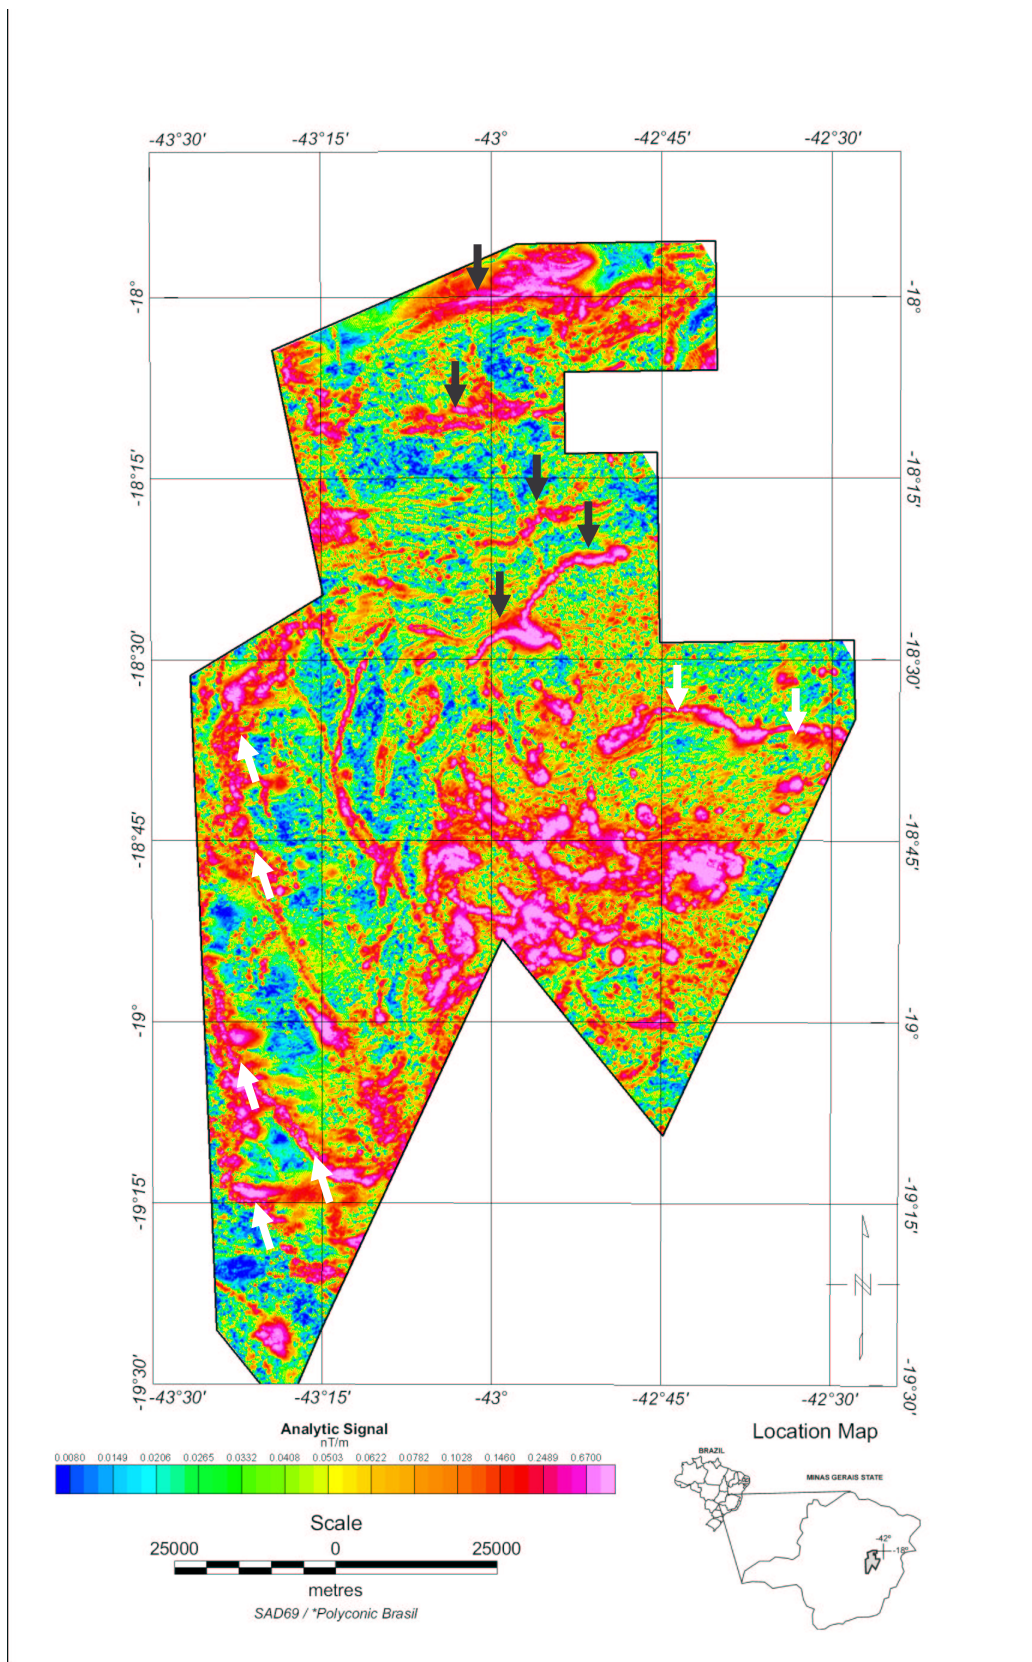 -43°30' -43°15' -43° -42°45' -42°30'
-18° -18°
-18°15' -18°15'
-18°30' -18°30'
-18°45' -18°45'
-19° -19°
-19°15' -19°15'
-19°30' -19°30'
-43°30' -43°15' -43° -42°45' -42°30'
N
Analytic Signal
nT/m
0.0080 0.0149 0.0206 0.0265 0.0332 0.0408 0.0503 0.0622 0.0782 0.1028 0.1460 0.2489 0.6700
Scale
25000 0 25000
metres
SAD69 / *Polyconic Brasil
Location Map
BRAZIL
MINAS GERAIS STATE
-42°
-18°